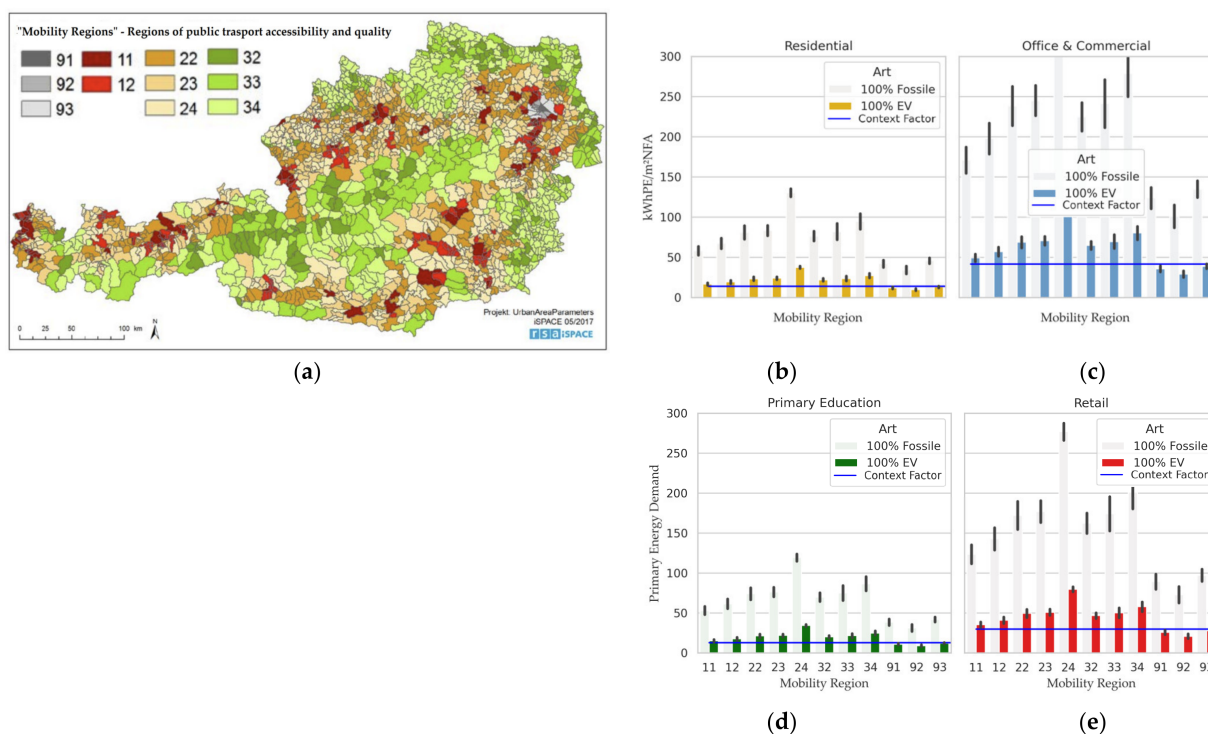 "Mobility Regions" - Regions of public trasport accessibility and quality
91 11 22 32
92 12 23 33
93 24 34
0 25 50 100 km
N
Projekt: UrbanAreaParameters
iSPACE 05/2017
rsa iSPACE
(a)
Residential
kWhPE/m²NFA
300
250
200
150
100
50
0
Art
100% Fossile
100% EV
Context Factor
Mobility Region
(b)
Office & Commercial
Art
100% Fossile
100% EV
Context Factor
Mobility Region
(c)
Primary Education
Primary Energy Demand
300
250
200
150
100
50
0
Art
100% Fossile
100% EV
Context Factor
11 12 22 23 24 32 33 34 91 92 93
Mobility Region
(d)
Retail
Art
100% Fossile
100% EV
Context Factor
11 12 22 23 24 32 33 34 91 92
Mobility Region
(e)